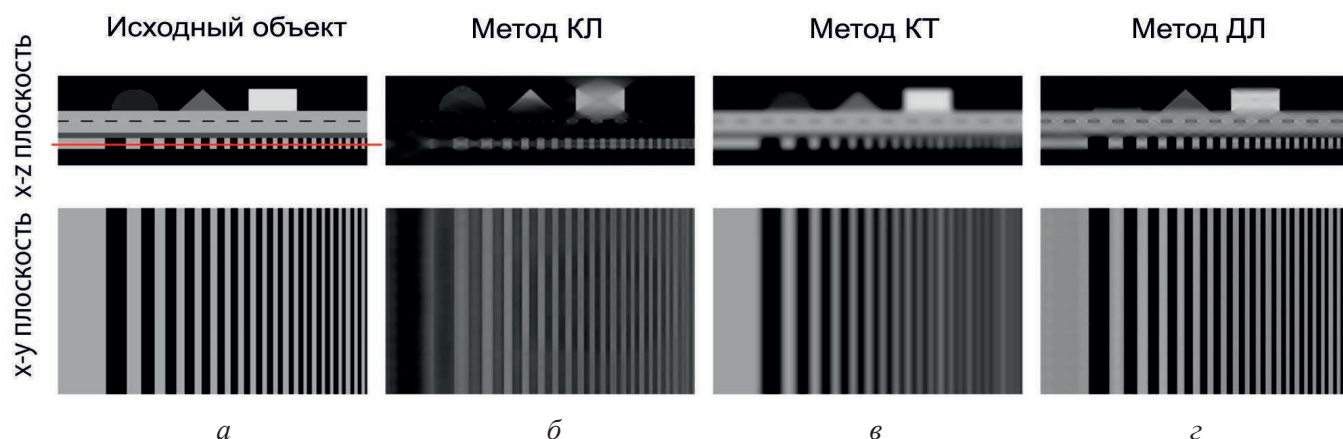 Исходный объект
Метод КЛ
Метод КТ
Метод ДЛ
x-z плоскость
x-y плоскость
а
б
в
г